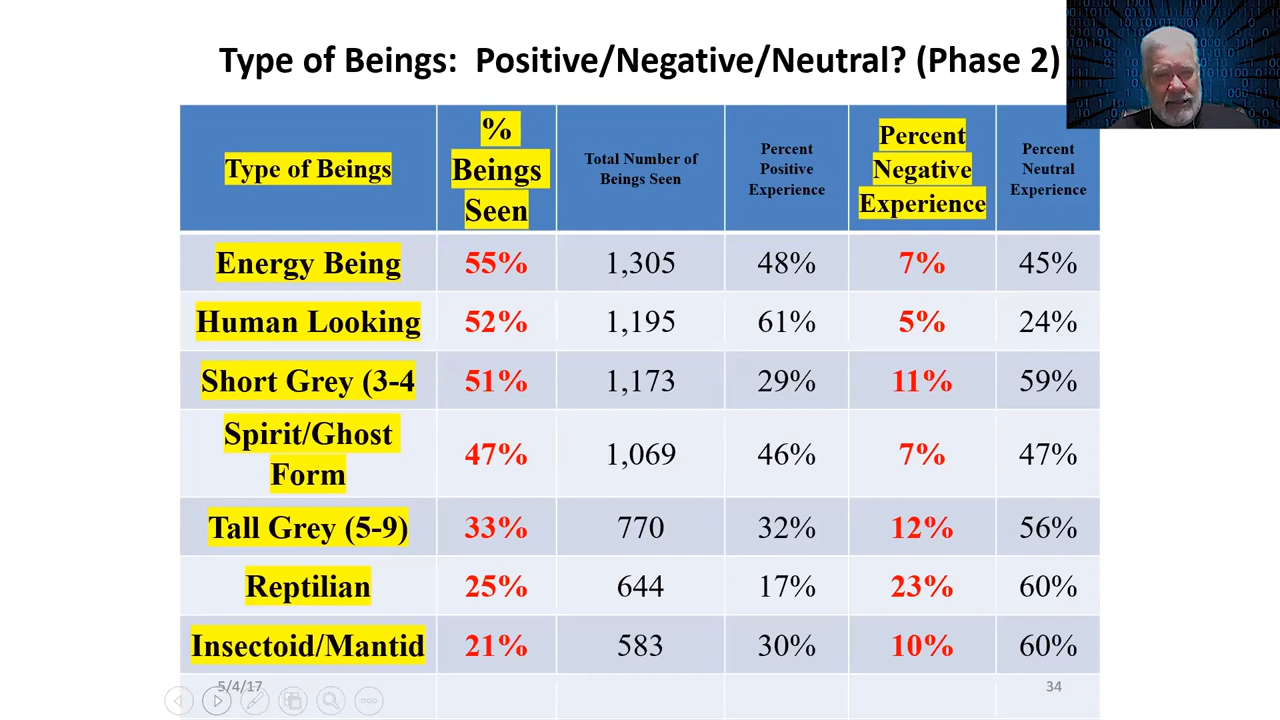 Type of Beings:  Positive/Negative/Neutral? (Phase 2)
Type of Beings
%
Beings
Seen
Total Number of
Beings Seen
Percent
Positive
Experience
Percent
Negative
Experience
Percent
Neutral
Experience
Energy Being 55% 1,305 48% 7% 45%
Human Looking 52% 1,195 61% 5% 24%
Short Grey (3-4 51% 1,173 29% 11% 59%
Spirit/Ghost
Form 47% 1,069 46% 7% 47%
Tall Grey (5-9) 33% 770 32% 12% 56%
Reptilian 25% 644 17% 23% 60%
Insectoid/Mantid 21% 583 30% 10% 60%
5/4/17 34